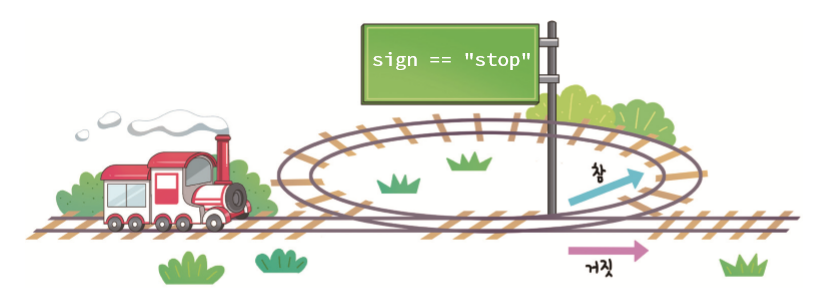 sign == "stop"
참
거짓